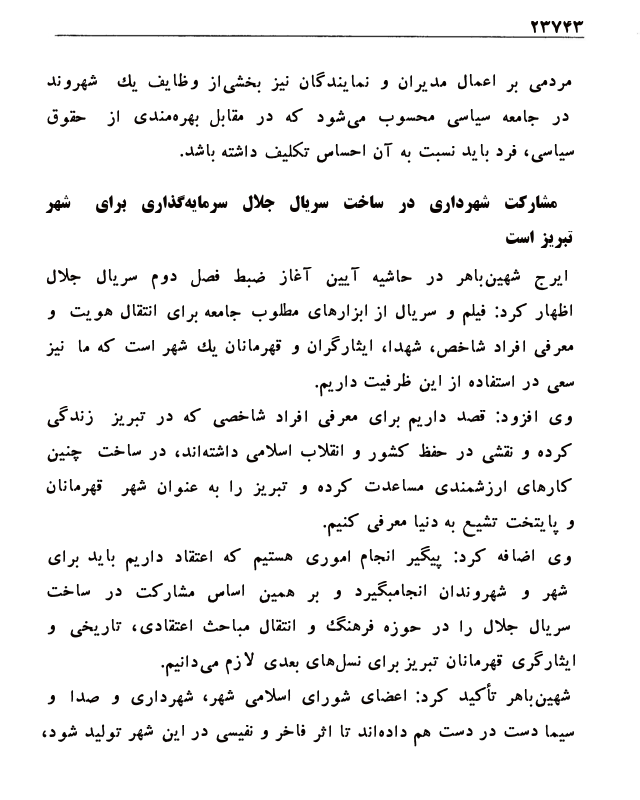 ۲۳۷۴۳
مردمی بر اعمال مدیران و نمایندگان نیز بخشی‌از وظایف یك شهروند
در جامعه سیاسی محسوب می‌شود که در مقابل بهره‌مندی از حقوق
سیاسی، فرد باید نسبت به آن احساس تکلیف داشته باشد.
مشارکت شهرداری در ساخت سریال جلال سرمایه‌گذاری برای شهر
تبریز است
ایرج شهین‌باهر در حاشیه آیین آغاز ضبط فصل دوم سریال جلال
اظهار کرد: فیلم و سریال از ابزارهای مطلوب جامعه برای انتقال هویت و
معرفی افراد شاخص، شهدا، ایثارگران و قهرمانان یك شهر است که ما نیز
سعی در استفاده از این ظرفیت داریم.
وی افزود: قصد داریم برای معرفی افراد شاخصی که در تبریز زندگی
کرده و نقشی در حفظ کشور و انقلاب اسلامی داشته‌اند، در ساخت چنین
کارهای ارزشمندی مساعدت کرده و تبریز را به عنوان شهر قهرمانان
و پایتخت تشیع به دنیا معرفی کنیم.
وی اضافه کرد: پیگیر انجام اموری هستیم که اعتقاد داریم باید برای
شهر و شهروندان انجامبگیرد و بر همین اساس مشارکت در ساخت
سریال جلال را در حوزه فرهنگ و انتقال مباحث اعتقادی، تاریخی و
ایثارگری قهرمانان تبریز برای نسل‌های بعدی لازم می‌دانیم.
شهین‌باهر تأکید کرد: اعضای شورای اسلامی شهر، شهرداری و صدا و
سیما دست در دست هم داده‌اند تا اثر فاخر و نفیسی در این شهر تولید شود،